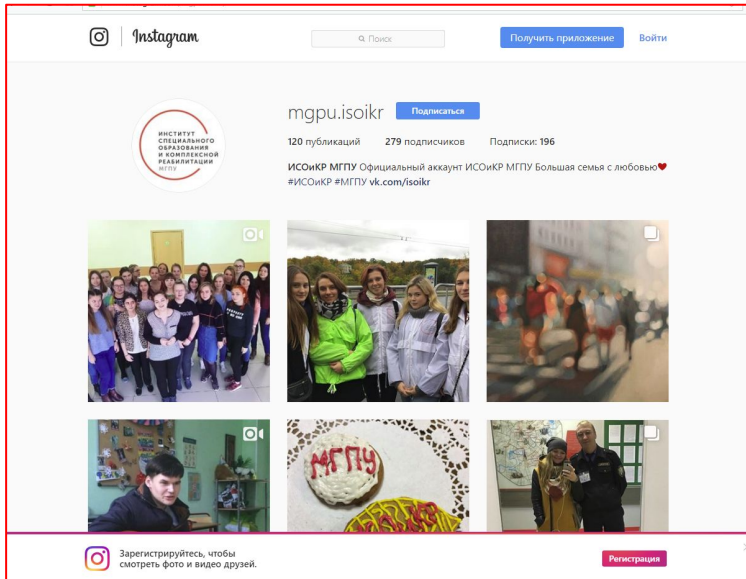 Instagram
Поиск
Получить приложение
Войти
mgpu.isoikr
Подписаться
120 публикаций 279 подписчиков Подписки: 196
ИНСТИТУТ
СПЕЦИАЛЬНОГО
ОБРАЗОВАНИЯ
И КОМПЛЕКСНОЙ
РЕАБИЛИТАЦИИ
МГПУ
ИСОиКР МГПУ Официальный аккаунт ИСОиКР МГПУ Большая семья с любовью❤
#ИСОиКР #МГПУ vk.com/isoikr
МГПУ
Зарегистрируйтесь, чтобы
смотреть фото и видео друзей.
Регистрация